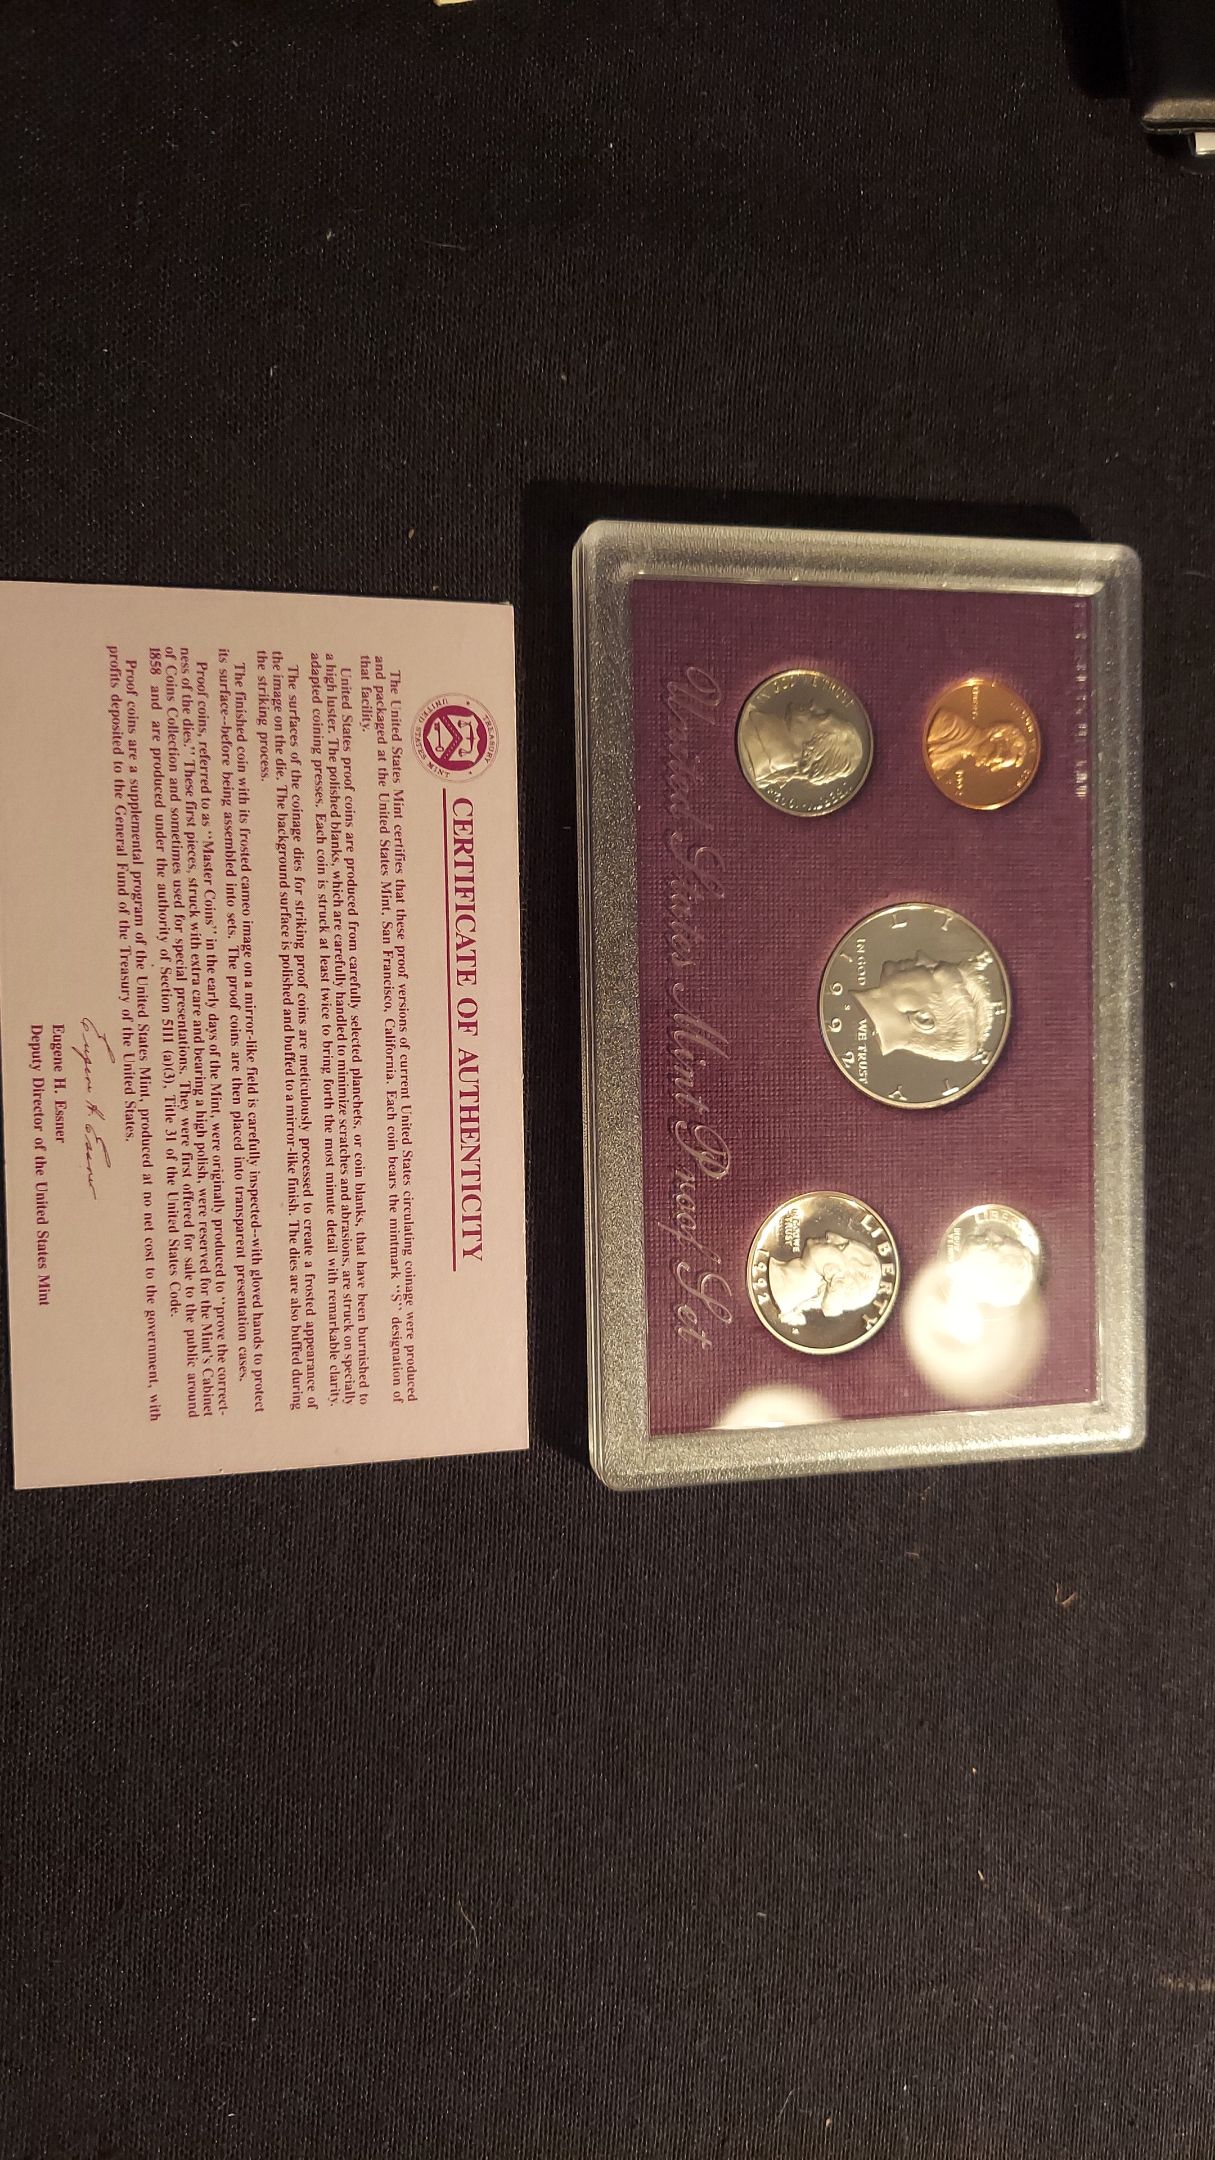 TREASURY
UNITED STATES MINT
CERTIFICATE OF AUTHENTICITY
The United States Mint certifies that these proof versions of current United States circulating coinage were produced
and packaged at the United States Mint, San Francisco, California. Each coin bears the mintmark "S" designation of
that facility.
United States proof coins are produced from carefully selected planchets, or coin blanks, that have been burnished to
a high luster. The polished blanks, which are carefully handled to minimize scratches and abrasions, are struck on specially
adapted coining presses. Each coin is struck at least twice to bring forth the most minute detail with remarkable clarity.
The surfaces of the coinage dies for striking proof coins are meticulously processed to create a frosted appearance of
the image on the die. The background surface is polished and buffed to a mirror-like finish. The dies are also buffed during
the striking process.
The finished coin with its frosted cameo image on a mirror-like field is carefully inspected--with gloved hands to protect
its surface--before being assembled into sets. The proof coins are then placed into transparent presentation cases.
Proof coins, referred to as "Master Coins" in the early days of the Mint, were originally produced to "prove the correct-
ness of the dies." These first pieces, struck with extra care and bearing a high polish, were reserved for the Mint's Cabinet
of Coins Collection and sometimes used for special presentations. They were first offered for sale to the public around
1858 and are produced under the authority of Section 5111 (a)(3), Title 31 of the United States Code.
Proof coins are a supplemental program of the United States Mint, produced at no net cost to the government, with
profits deposited to the General Fund of the Treasury of the United States.
Eugene H. Essner
Eugene H. Essner
Deputy Director of the United States Mint
LIBERTY
1992
S
LIBERTY
IN GOD WE TRUST
S
1992
LIBER
LIBERTY
IN GOD WE
TRUST
S
1992
United States Mint Proof Set